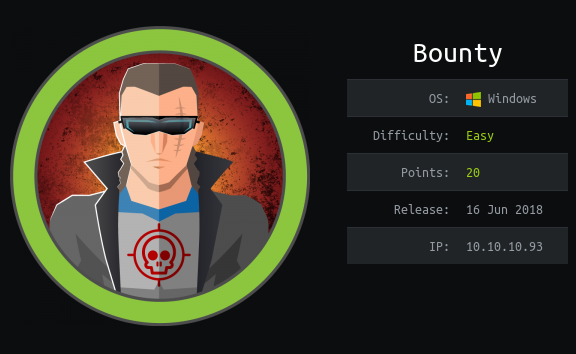 Bounty
OS: Windows
Difficulty: Easy
Points: 20
Release: 16 Jun 2018
IP: 10.10.10.93